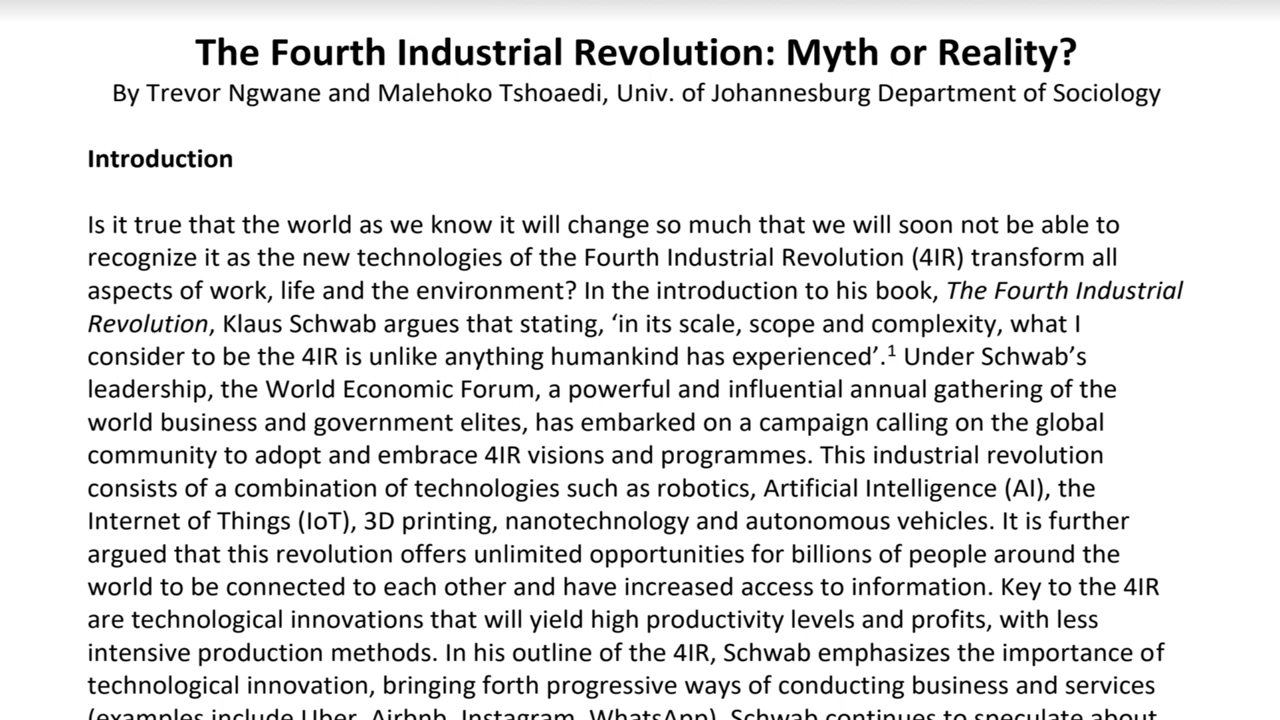 The Fourth Industrial Revolution: Myth or Reality?
By Trevor Ngwane and Malehoko Tshoaedi, Univ. of Johannesburg Department of Sociology
Introduction
Is it true that the world as we know it will change so much that we will soon not be able to
recognize it as the new technologies of the Fourth Industrial Revolution (4IR) transform all
aspects of work, life and the environment? In the introduction to his book, The Fourth Industrial
Revolution, Klaus Schwab argues that stating, ‘in its scale, scope and complexity, what I
consider to be the 4IR is unlike anything humankind has experienced’.¹ Under Schwab’s
leadership, the World Economic Forum, a powerful and influential annual gathering of the
world business and government elites, has embarked on a campaign calling on the global
community to adopt and embrace 4IR visions and programmes. This industrial revolution
consists of a combination of technologies such as robotics, Artificial Intelligence (AI), the
Internet of Things (IoT), 3D printing, nanotechnology and autonomous vehicles. It is further
argued that this revolution offers unlimited opportunities for billions of people around the
world to be connected to each other and have increased access to information. Key to the 4IR
are technological innovations that will yield high productivity levels and profits, with less
intensive production methods. In his outline of the 4IR, Schwab emphasizes the importance of
technological innovation, bringing forth progressive ways of conducting business and services
(examples include Uber, Airbnb, Instagram, WhatsApp). Schwab continues to speculate about